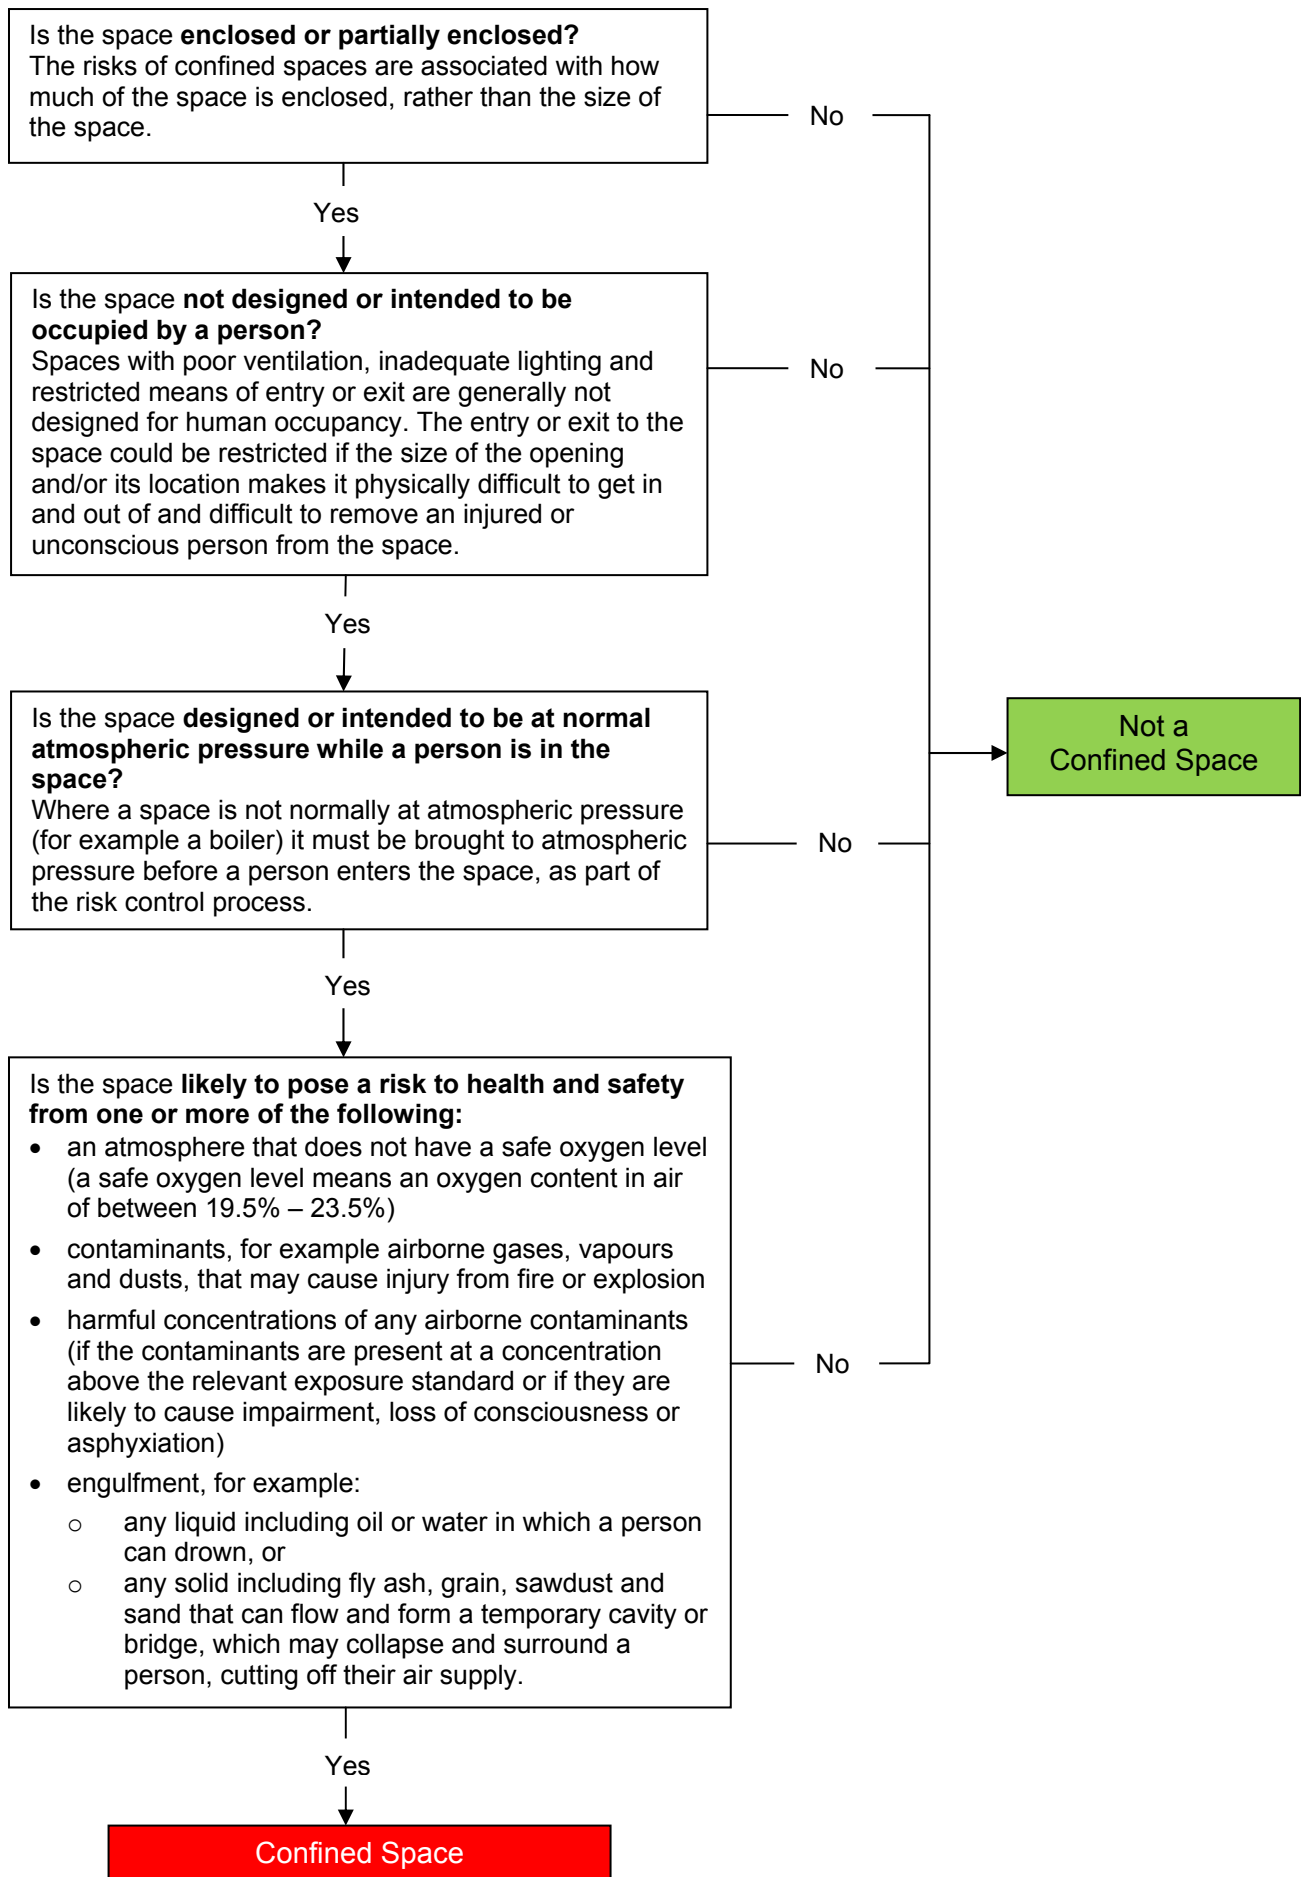 Is the space enclosed or partially enclosed?
The risks of confined spaces are associated with how
much of the space is enclosed, rather than the size of
the space.
No
Yes
Is the space not designed or intended to be
occupied by a person?
Spaces with poor ventilation, inadequate lighting and
restricted means of entry or exit are generally not
designed for human occupancy. The entry or exit to the
space could be restricted if the size of the opening
and/or its location makes it physically difficult to get in
and out of and difficult to remove an injured or
unconscious person from the space.
No
Yes
Is the space designed or intended to be at normal
atmospheric pressure while a person is in the
space?
Where a space is not normally at atmospheric pressure
(for example a boiler) it must be brought to atmospheric
pressure before a person enters the space, as part of
the risk control process.
No
Not a
Confined Space
Yes
Is the space likely to pose a risk to health and safety
from one or more of the following:
• an atmosphere that does not have a safe oxygen level
(a safe oxygen level means an oxygen content in air
of between 19.5% – 23.5%)
• contaminants, for example airborne gases, vapours
and dusts, that may cause injury from fire or explosion
• harmful concentrations of any airborne contaminants
(if the contaminants are present at a concentration
above the relevant exposure standard or if they are
likely to cause impairment, loss of consciousness or
asphyxiation)
• engulfment, for example:
o any liquid including oil or water in which a person
can drown, or
o any solid including fly ash, grain, sawdust and
sand that can flow and form a temporary cavity or
bridge, which may collapse and surround a
person, cutting off their air supply.
No
Yes
Confined Space